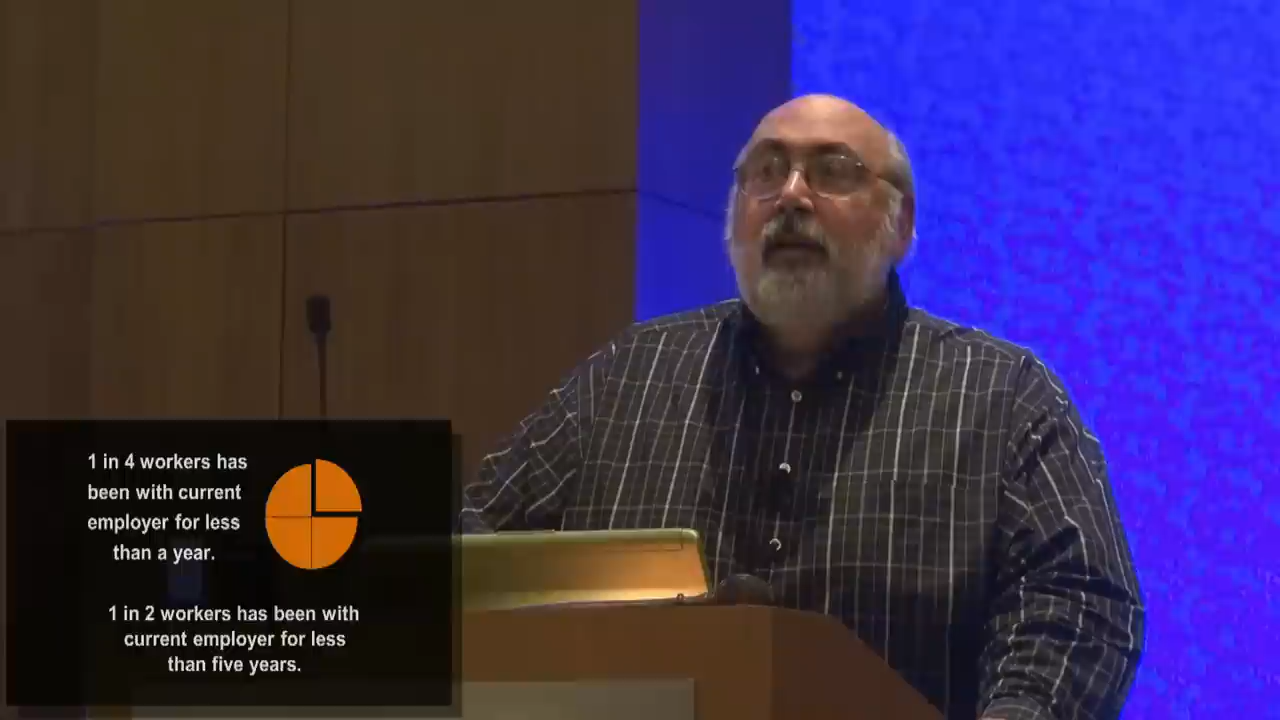 1 in 4 workers has
been with current
employer for less
than a year.
1 in 2 workers has been with
current employer for less
than five years.